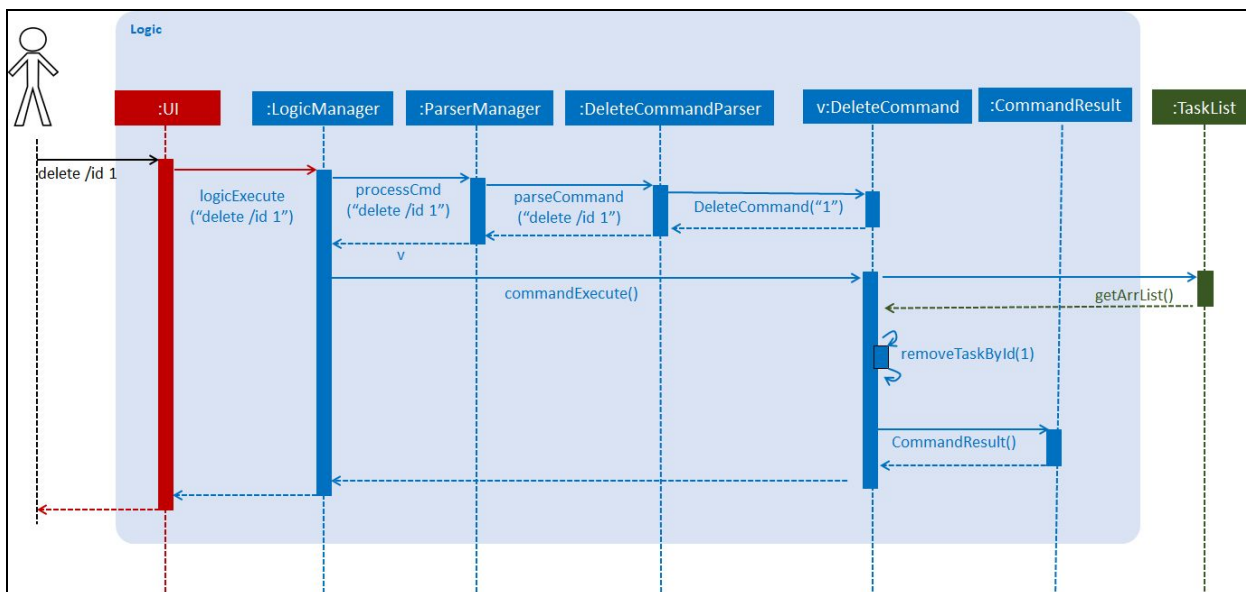 Logic
:UI
:LogicManager
:ParserManager
:DeleteCommandParser
v:DeleteCommand
:CommandResult
:TaskList
delete /id 1
logicExecute
(“delete /id 1”)
processCmd
(“delete /id 1”)
parseCommand
(“delete /id 1”)
DeleteCommand(“1”)
v
commandExecute()
getArrList()
removeTaskById(1)
CommandResult()